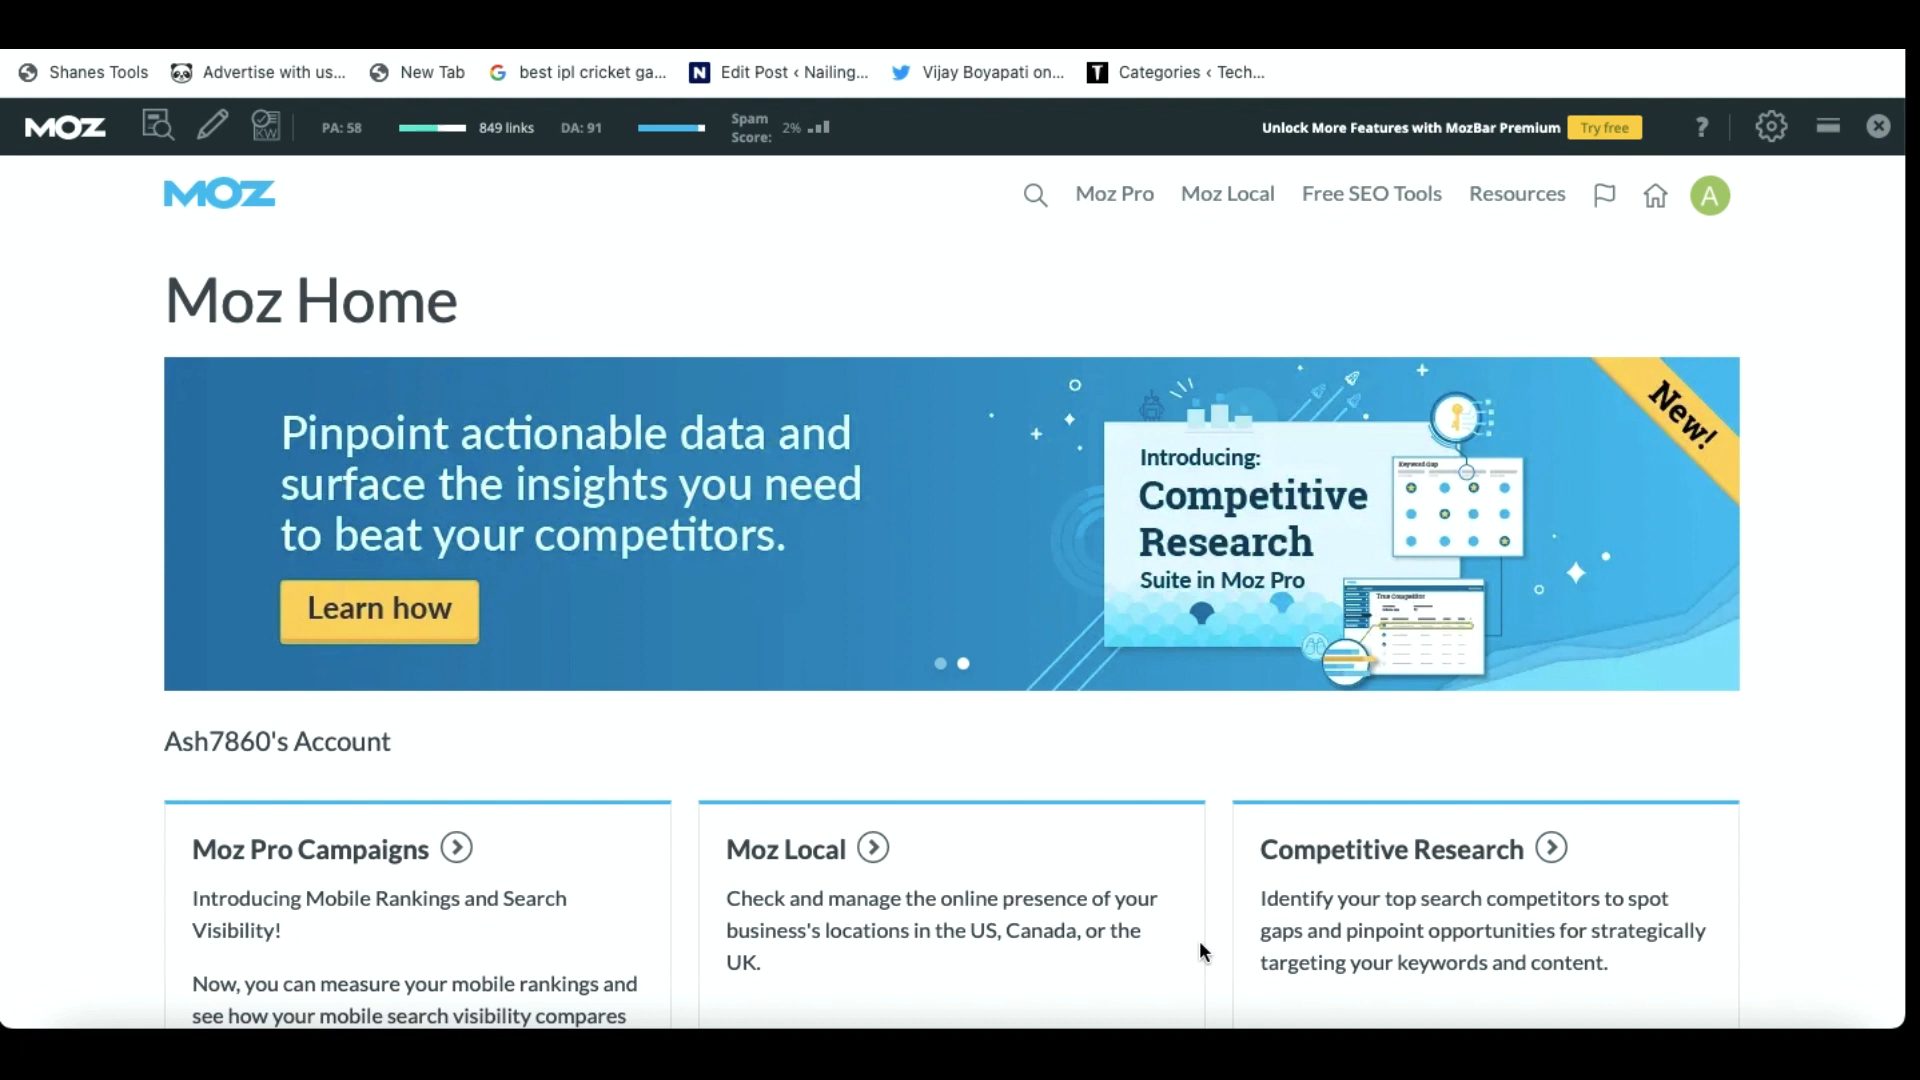 Shanes Tools
Advertise with us...
New Tab
best ipl cricket ga...
N Edit Post ‹ Nailing...
Vijay Boyapati on...
T Categories ‹ Tech...
MOZ
KW
PA: 58
849 links
DA: 91
Spam
Score:
2%
Unlock More Features with MozBar Premium
Try free
?
MOZ
Moz Pro
Moz Local
Free SEO Tools
Resources
A
Moz Home
Pinpoint actionable data and
surface the insights you need
to beat your competitors.
Learn how
Introducing:
Competitive
Research
Suite in Moz Pro
Keyword Gap
True Competitor
New!
Ash7860's Account
Moz Pro Campaigns
Introducing Mobile Rankings and Search
Visibility!
Now, you can measure your mobile rankings and
see how your mobile search visibility compares
Moz Local
Check and manage the online presence of your
business's locations in the US, Canada, or the
UK.
Competitive Research
Identify your top search competitors to spot
gaps and pinpoint opportunities for strategically
targeting your keywords and content.